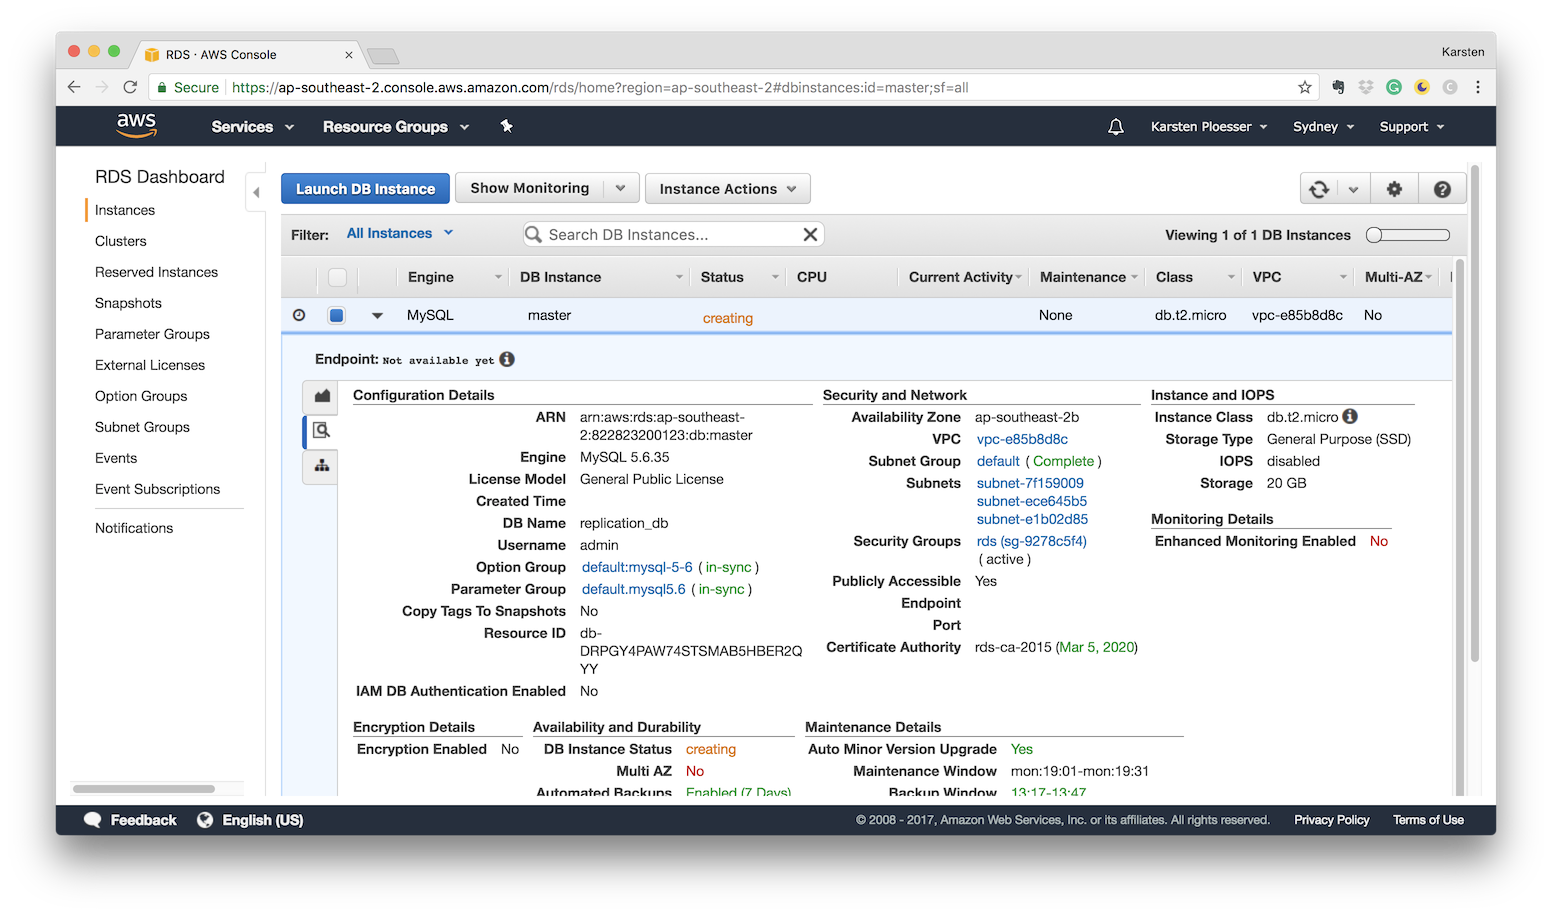 RDS · AWS Console
Karsten
Secure
https://ap-southeast-2.console.aws.amazon.com/rds/home?region=ap-southeast-2#dbinstances:id=master;sf=all
aws
Services
Resource Groups
Karsten Ploesser
Sydney
Support
RDS Dashboard
Instances
Clusters
Reserved Instances
Snapshots
Parameter Groups
External Licenses
Option Groups
Subnet Groups
Events
Event Subscriptions
Notifications
Launch DB Instance
Show Monitoring
Instance Actions
Filter: All Instances
Search DB Instances...
Viewing 1 of 1 DB Instances
Engine DB Instance Status CPU Current Activity Maintenance Class VPC Multi-AZ
MySQL master creating None db.t2.micro vpc-e85b8d8c No
Endpoint: Not available yet
Configuration Details
ARN arn:aws:rds:ap-southeast-
2:822823200123:db:master
Engine MySQL 5.6.35
License Model General Public License
Created Time
DB Name replication_db
Username admin
Option Group default:mysql-5-6 ( in-sync )
Parameter Group default.mysql5.6 ( in-sync )
Copy Tags To Snapshots No
Resource ID db-
DRPGY4PAW74STSMAB5HBER2Q
YY
IAM DB Authentication Enabled No
Security and Network
Availability Zone ap-southeast-2b
VPC vpc-e85b8d8c
Subnet Group default ( Complete )
Subnets subnet-7f159009
subnet-ece645b5
subnet-e1b02d85
Security Groups rds (sg-9278c5f4)
( active )
Publicly Accessible Yes
Endpoint
Port
Certificate Authority rds-ca-2015 (Mar 5, 2020)
Instance and IOPS
Instance Class db.t2.micro
Storage Type General Purpose (SSD)
IOPS disabled
Storage 20 GB
Monitoring Details
Enhanced Monitoring Enabled No
Encryption Details
Encryption Enabled No
Availability and Durability
DB Instance Status creating
Multi AZ No
Automated Backups Enabled (7 Days)
Maintenance Details
Auto Minor Version Upgrade Yes
Maintenance Window mon:19:01-mon:19:31
Backup Window 13:17-13:47
Feedback
English (US)
© 2008 - 2017, Amazon Web Services, Inc. or its affiliates. All rights reserved.
Privacy Policy
Terms of Use